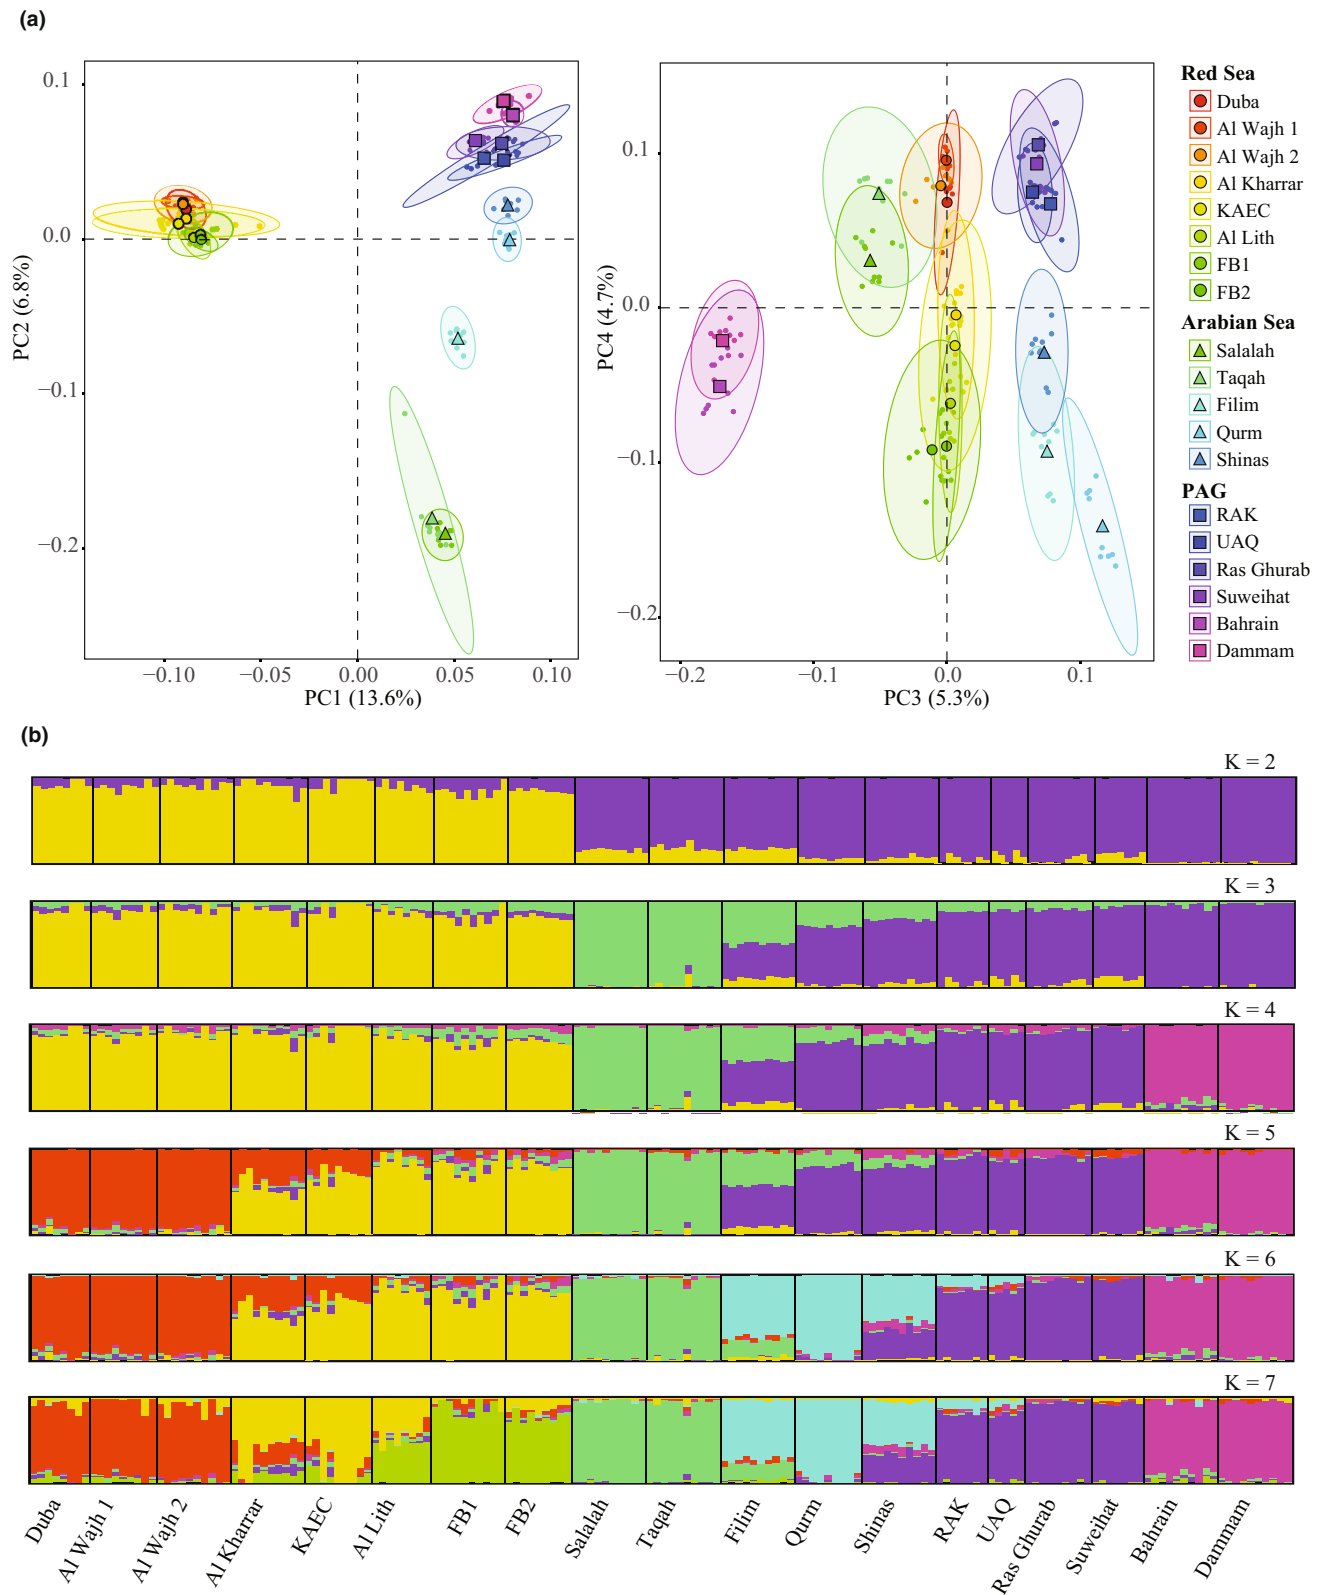 (a)
0.1
0.0
−0.1
−0.2
PC2 (6.8%)
−0.10
−0.05
0.00
0.05
0.10
PC1 (13.6%)
0.1
0.0
−0.1
−0.2
PC4 (4.7%)
−0.2
−0.1
0.0
0.1
PC3 (5.3%)
Red Sea
Duba
Al Wajh 1
Al Wajh 2
Al Kharrar
KAEC
Al Lith
FB1
FB2
Arabian Sea
Salalah
Taqah
Filim
Qurm
Shinas
PAG
RAK
UAQ
Ras Ghurab
Suweihat
Bahrain
Dammam
(b)
K = 2
K = 3
K = 4
K = 5
K = 6
K = 7
Duba
Al Wajh 1
Al Wajh 2
Al Kharrar
KAEC
Al Lith
FB1
FB2
Salalah
Taqah
Filim
Qurm
Shinas
RAK
UAQ
Ras Ghurab
Suweihat
Bahrain
Dammam